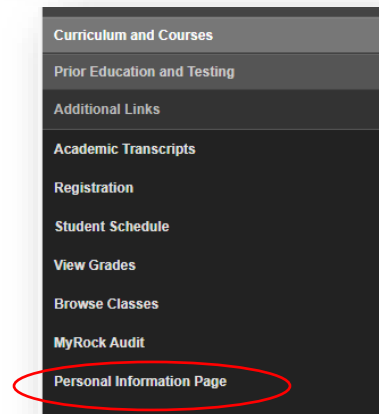 Curriculum and Courses
Prior Education and Testing
Additional Links
Academic Transcripts
Registration
Student Schedule
View Grades
Browse Classes
MyRock Audit
Personal Information Page